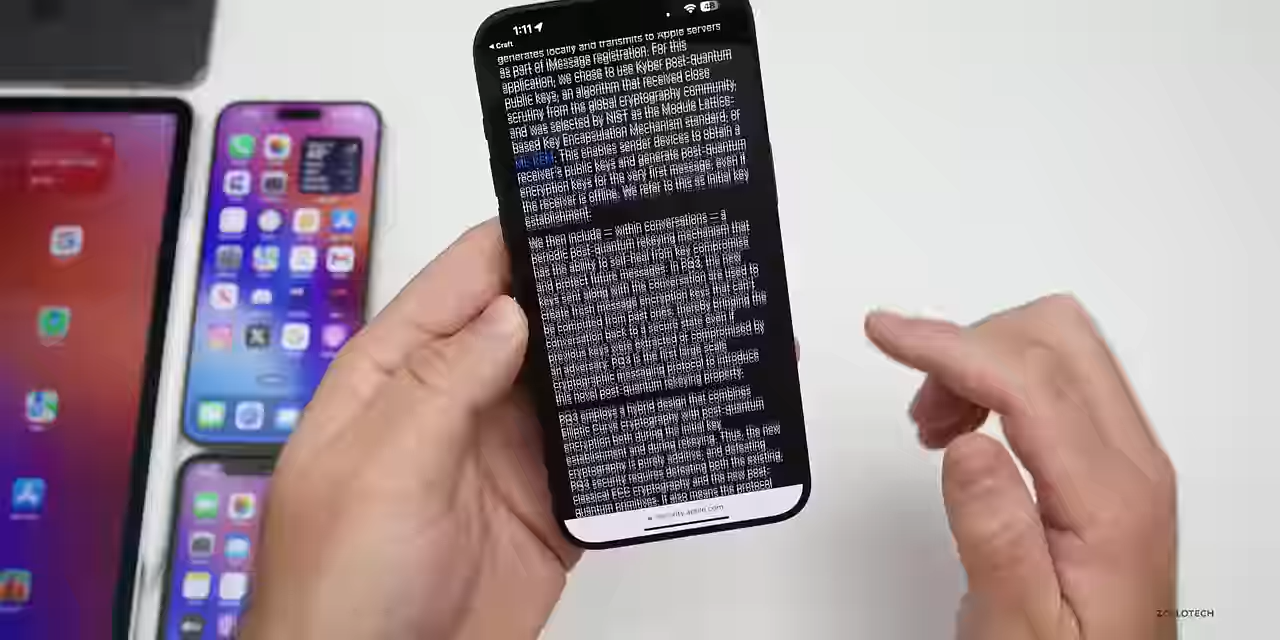 1:11
48
◂ Craft
generates locally and transmits to Apple servers
as part of iMessage registration. For this
application, we chose to use Kyber post-quantum
public keys, an algorithm that received close
scrutiny from the global cryptography community,
and was selected by NIST as the Module Lattice-
based Key Encapsulation Mechanism standard, or
ML-KEM. This enables sender devices to obtain a
receiver's public keys and generate post-quantum
encryption keys for the very first message, even if
the receiver is offline. We refer to this as initial key
establishment.
We then include — within conversations — a
periodic post-quantum rekeying mechanism that
has the ability to self-heal from key compromise
and protect future messages. In PQ3, the new
keys sent along with the conversation are used to
create fresh message encryption keys that can't
be computed from past ones, thereby bringing the
conversation back to a secure state even if
previous keys were extracted or compromised by
an adversary. PQ3 is the first large scale
cryptographic messaging protocol to introduce
this novel post-quantum rekeying property.
PQ3 employs a hybrid design that combines
Elliptic Curve cryptography with post-quantum
encryption both during the initial key
establishment and during rekeying. Thus, the new
cryptography is purely additive, and defeating
PQ3 security requires defeating both the existing,
classical ECC cryptography and the new post-
quantum primitives. It also means the protocol
security.apple.com
ZOLLOTECH